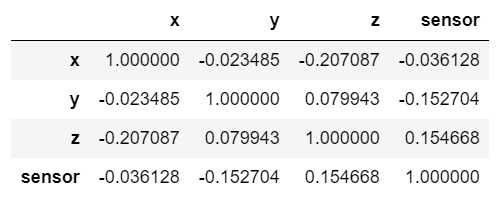 x y z sensor
x 1.000000 -0.023485 -0.207087 -0.036128
y -0.023485 1.000000 0.079943 -0.152704
z -0.207087 0.079943 1.000000 0.154668
sensor -0.036128 -0.152704 0.154668 1.000000